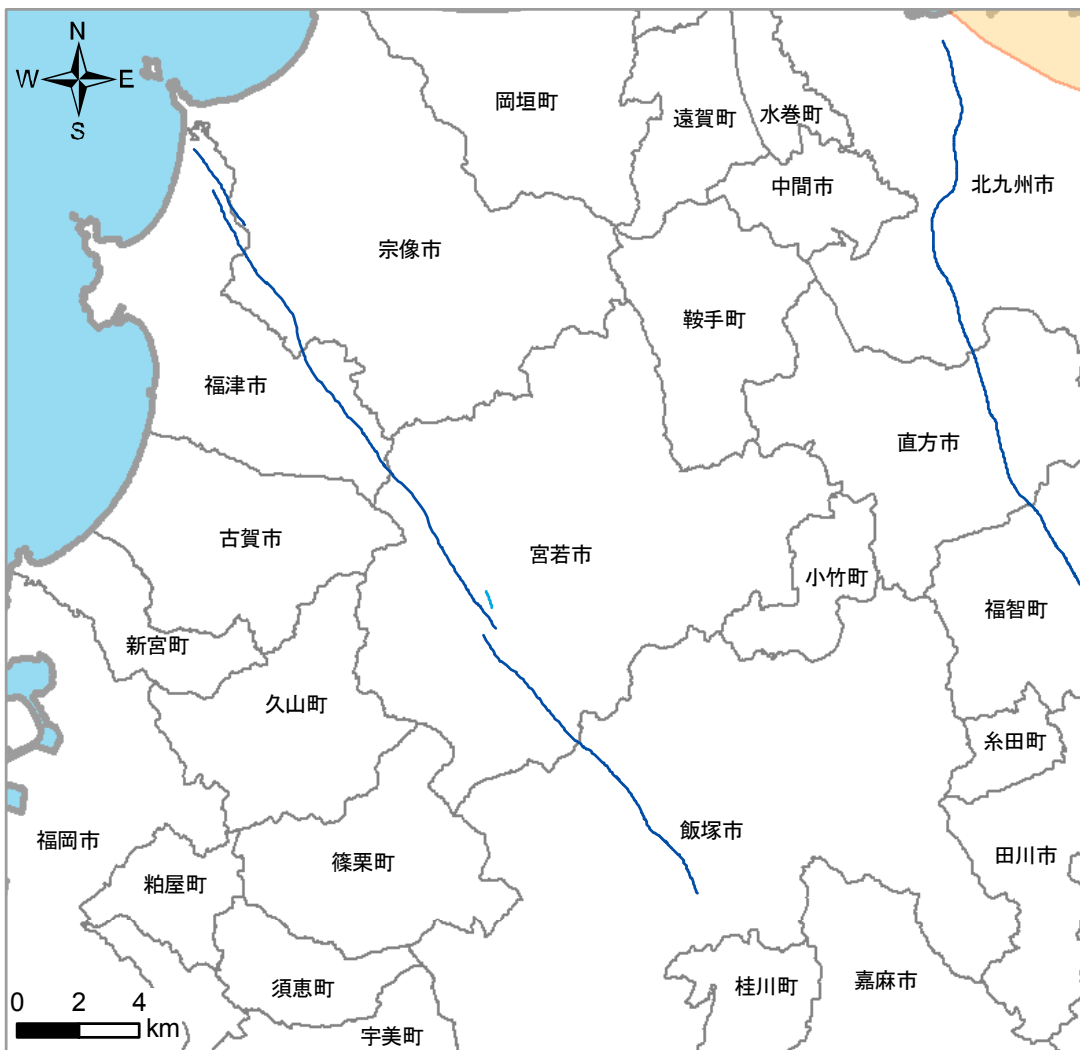 N
W
E
S
岡垣町
遠賀町
水巻町
中間市
北九州市
宗像市
鞍手町
福津市
直方市
古賀市
宮若市
小竹町
福智町
新宮町
久山町
糸田町
福岡市
飯塚市
篠栗町
田川市
粕屋町
須恵町
桂川町
嘉麻市
宇美町
0 2 4
km